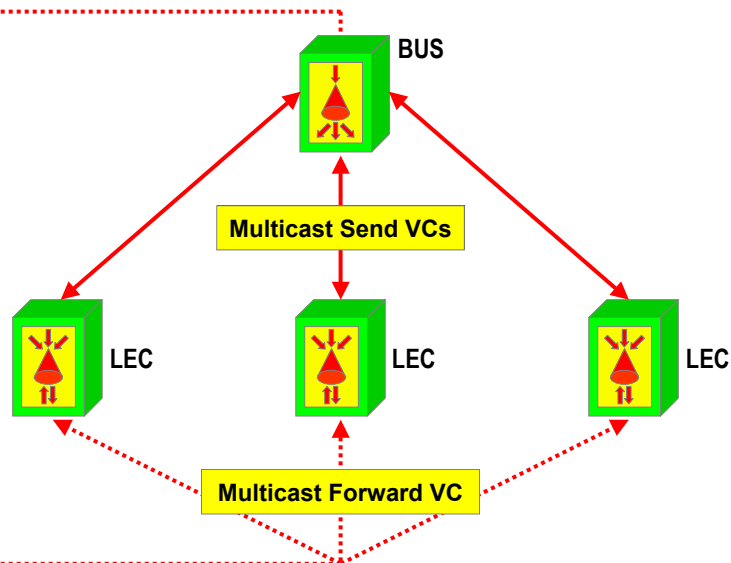 BUS
Multicast Send VCs
LEC
LEC
LEC
Multicast Forward VC